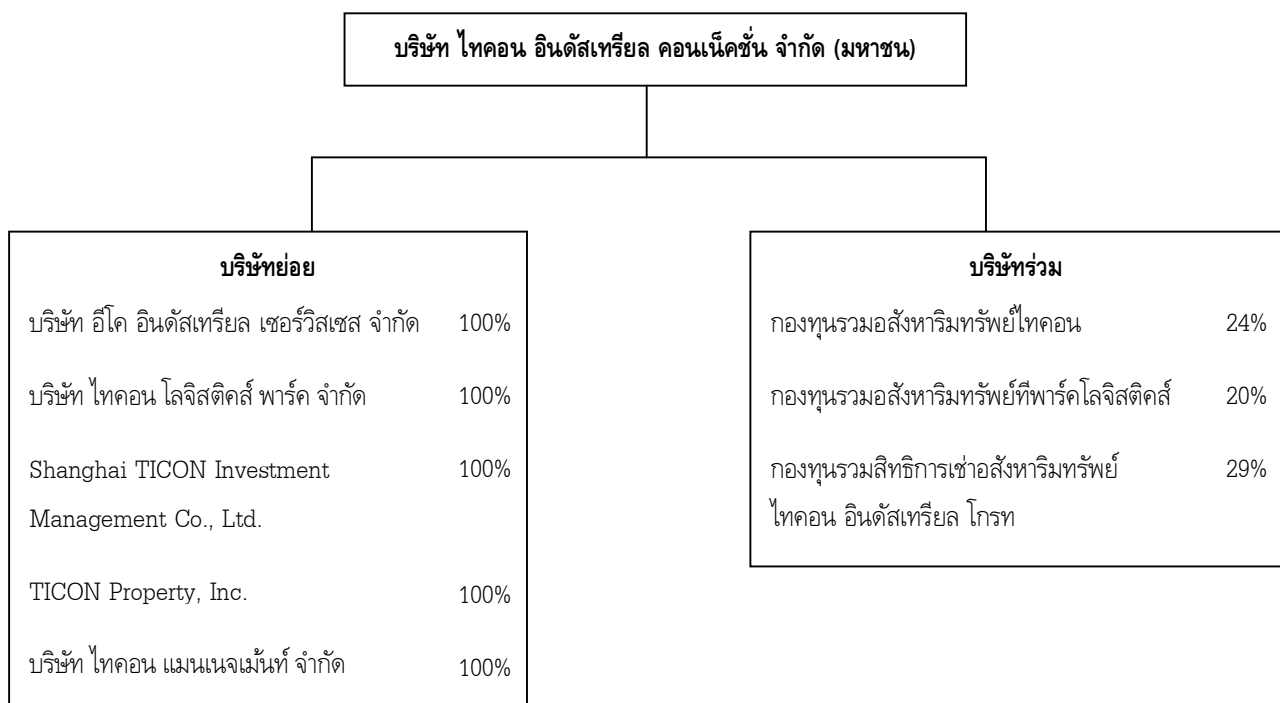 บริษัท ไทคอน อินดัสเทรียล คอนเน็คชั่น จำกัด (มหาชน)
บริษัทย่อย
บริษัท อีโค อินดัสเทรียล เซอร์วิสเซส จำกัด 100%
บริษัท ไทคอน โลจิสติคส์ พาร์ค จำกัด 100%
Shanghai TICON Investment 100%
Management Co., Ltd.
TICON Property, Inc. 100%
บริษัท ไทคอน แมนเนจเม้นท์ จำกัด 100%
บริษัทร่วม
กองทุนรวมอสังหาริมทรัพย์ไทคอน 24%
กองทุนรวมอสังหาริมทรัพย์ทีพาร์คโลจิสติคส์ 20%
กองทุนรวมสิทธิการเช่าอสังหาริมทรัพย์ 29%
ไทคอน อินดัสเทรียล โกรท